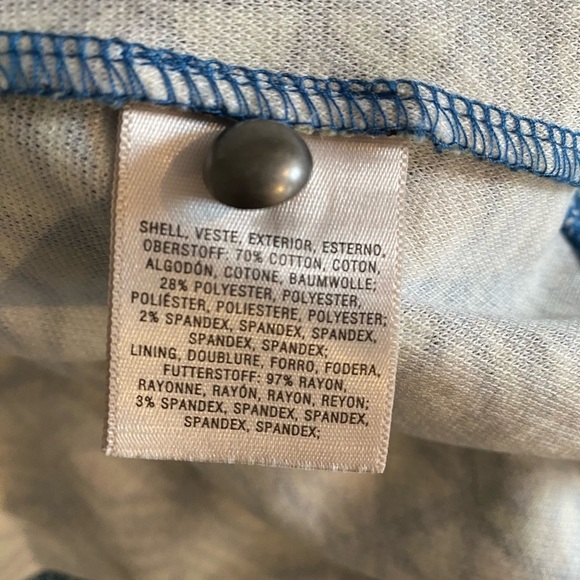 SHELL, VESTE, EXTERIOR, ESTERNO,
OBERSTOFF: 70% COTTON, COTON,
ALGODÓN, COTONE, BAUMWOLLE;
28% POLYESTER, POLYESTER,
POLIÉSTER, POLIESTERE, POLYESTER;
2% SPANDEX, SPANDEX, SPANDEX,
SPANDEX, SPANDEX;
LINING, DOUBLURE, FORRO, FODERA,
FUTTERSTOFF: 97% RAYON,
RAYONNE, RAYÓN, RAYON, REYON;
3% SPANDEX, SPANDEX, SPANDEX,
SPANDEX, SPANDEX;